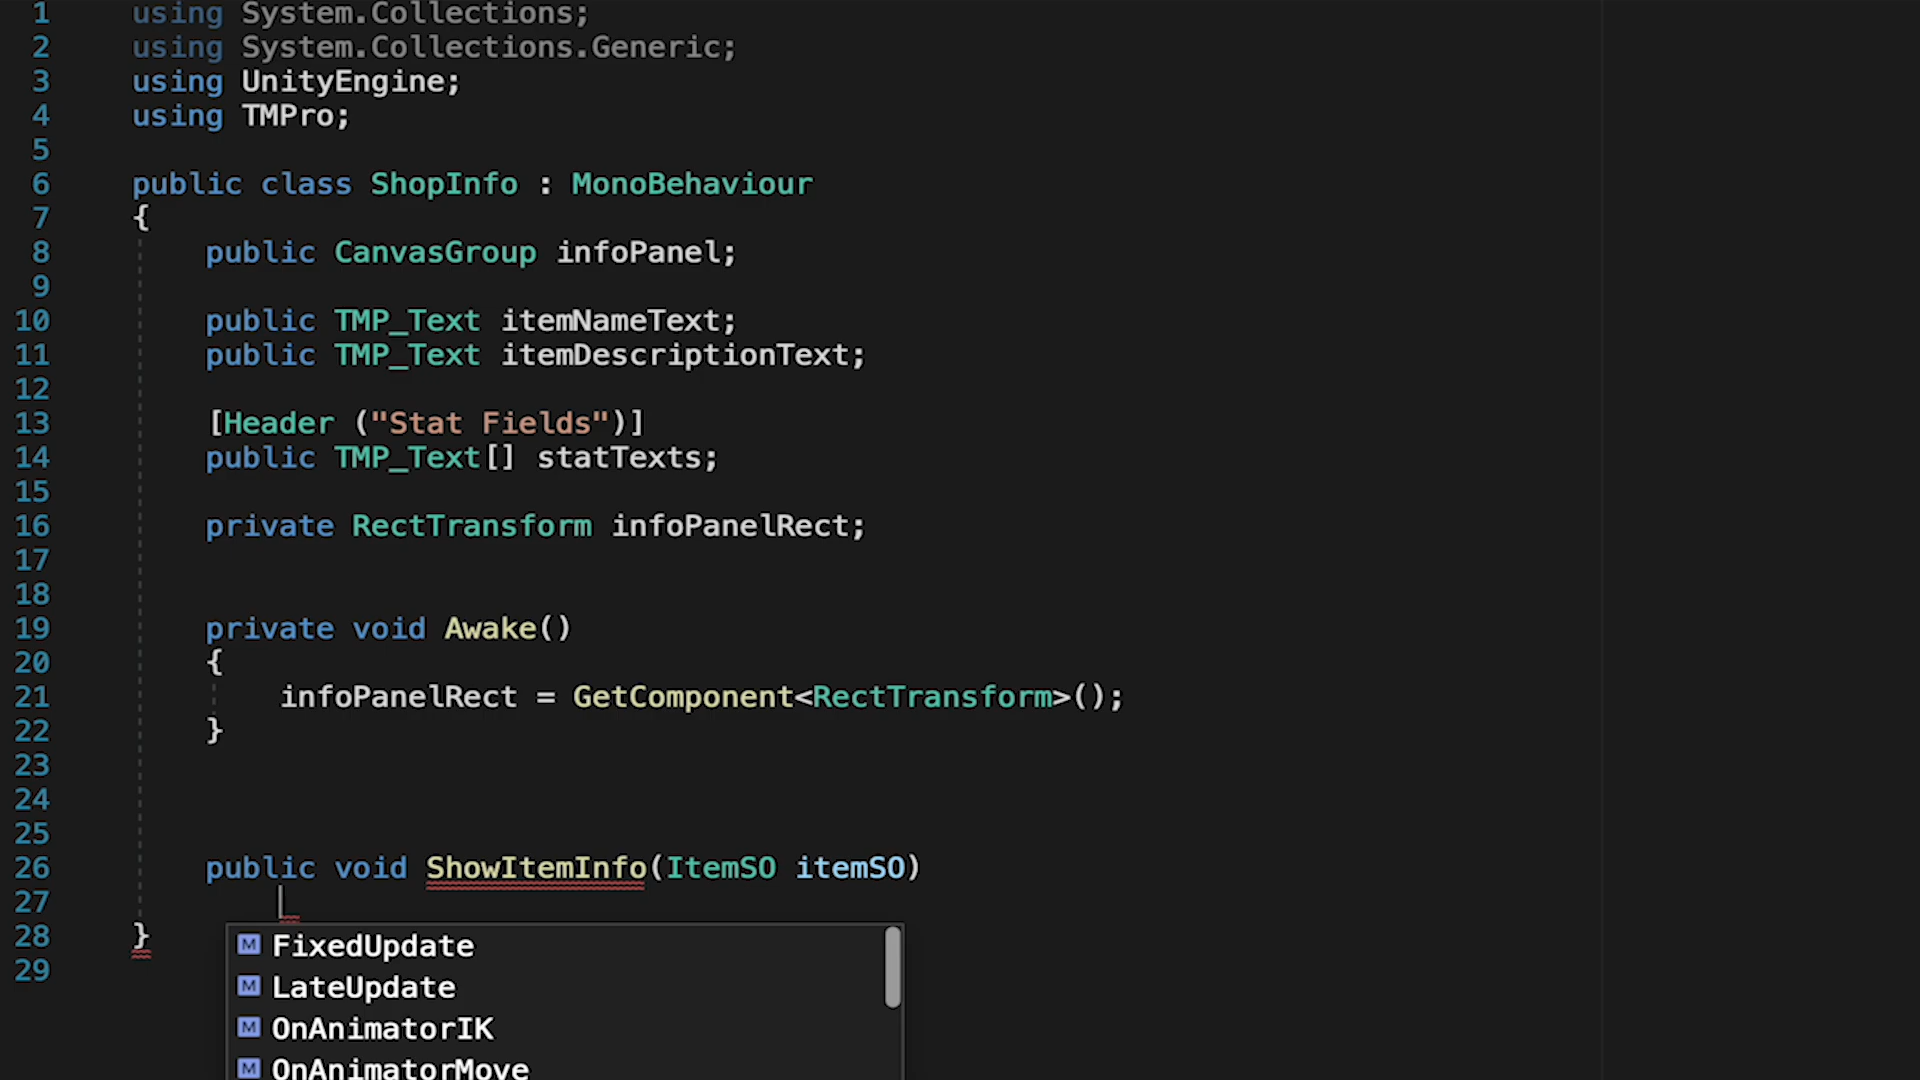 1 using System.Collections;
2 using System.Collections.Generic;
3 using UnityEngine;
4 using TMPro;
5
6 public class ShopInfo : MonoBehaviour
7 {
8 public CanvasGroup infoPanel;
9
10 public TMP_Text itemNameText;
11 public TMP_Text itemDescriptionText;
12
13 [Header ("Stat Fields")]
14 public TMP_Text[] statTexts;
15
16 private RectTransform infoPanelRect;
17
18
19 private void Awake()
20 {
21 infoPanelRect = GetComponent<RectTransform>();
22 }
23
24
25
26 public void ShowItemInfo(ItemSO itemSO)
27
28 }
29
M FixedUpdate
M LateUpdate
M OnAnimatorIK
M OnAnimatorMove